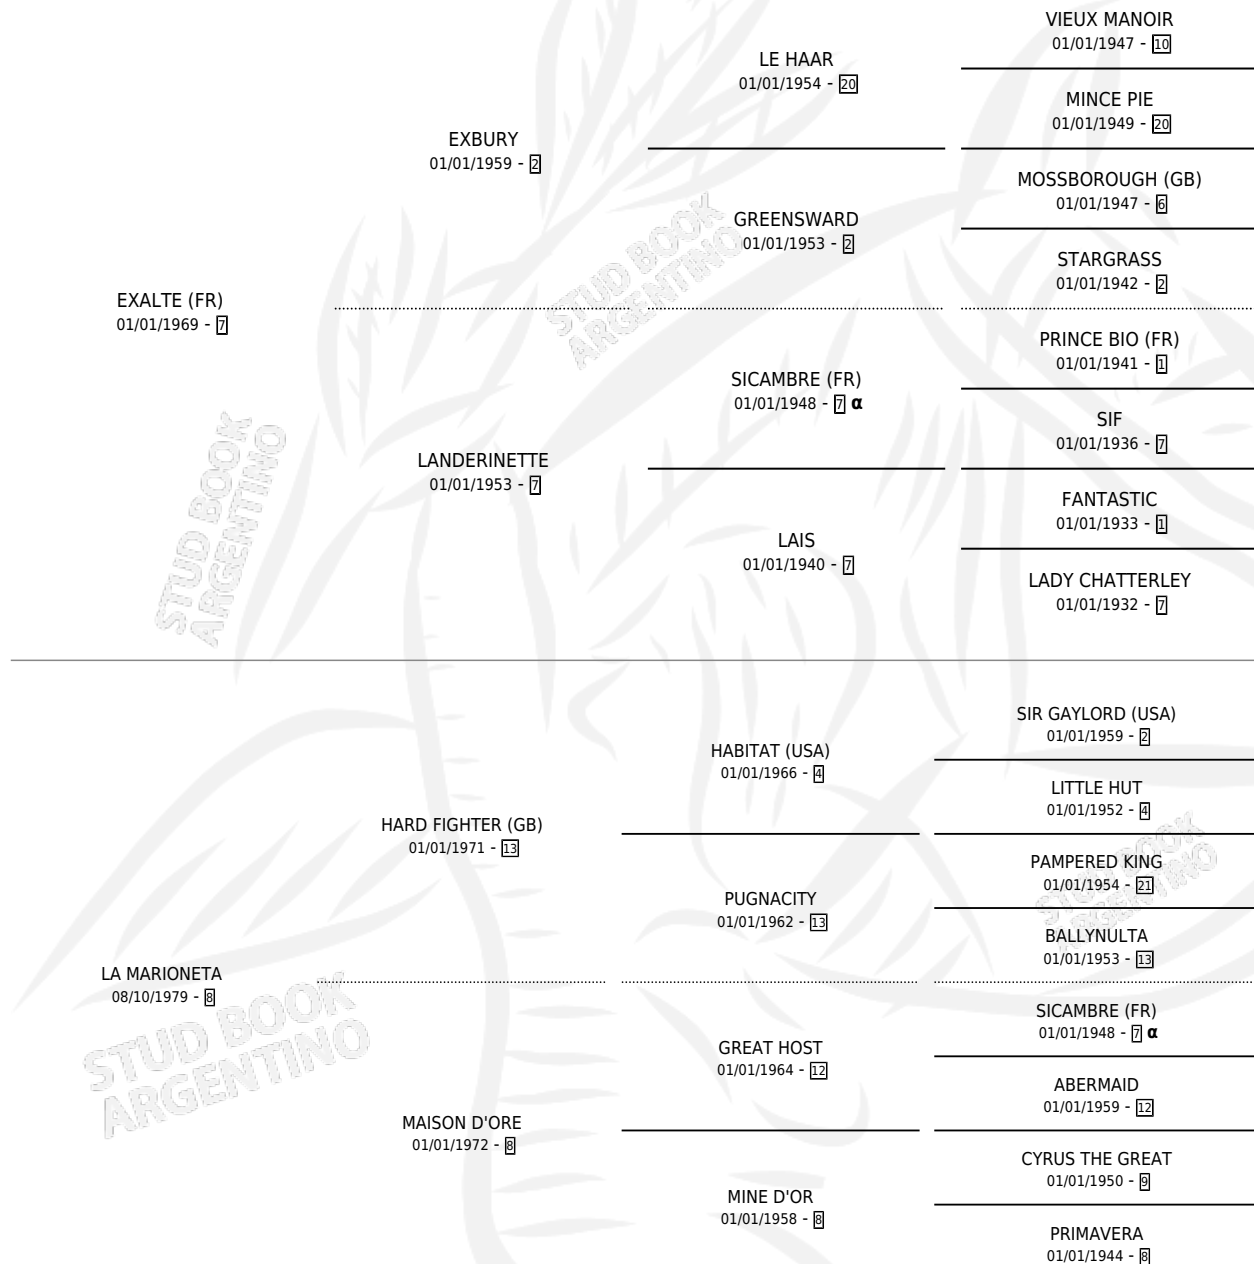 VIEUX MANOIR
01/01/1947 - 10
LE HAAR
01/01/1954 - 20
MINCE PIE
01/01/1949 - 20
EXBURY
01/01/1959 - 2
MOSSBOROUGH (GB)
01/01/1947 - 6
GREENSWARD
01/01/1953 - 2
STARGRASS
01/01/1942 - 2
EXALTE (FR)
01/01/1969 - 7
PRINCE BIO (FR)
01/01/1941 - 1
SICAMBRE (FR)
01/01/1948 - 7 α
SIF
01/01/1936 - 7
LANDERINETTE
01/01/1953 - 7
FANTASTIC
01/01/1933 - 1
LAIS
01/01/1940 - 7
LADY CHATTERLEY
01/01/1932 - 7
STUD BOOK
ARGENTINO
STUD BOOK
ARGENTINO
SIR GAYLORD (USA)
01/01/1959 - 2
HABITAT (USA)
01/01/1966 - 4
LITTLE HUT
01/01/1952 - 4
HARD FIGHTER (GB)
01/01/1971 - 13
PAMPERED KING
01/01/1954 - 21
PUGNACITY
01/01/1962 - 13
BALLYNULTA
01/01/1953 - 13
STUD BOOK
ARGENTINO
LA MARIONETA
08/10/1979 - 8
SICAMBRE (FR)
01/01/1948 - 7 α
GREAT HOST
01/01/1964 - 12
ABERMAID
01/01/1959 - 12
MAISON D'ORE
01/01/1972 - 8
CYRUS THE GREAT
01/01/1950 - 9
MINE D'OR
01/01/1958 - 8
PRIMAVERA
01/01/1944 - 8
STUD BOOK
ARGENTINO